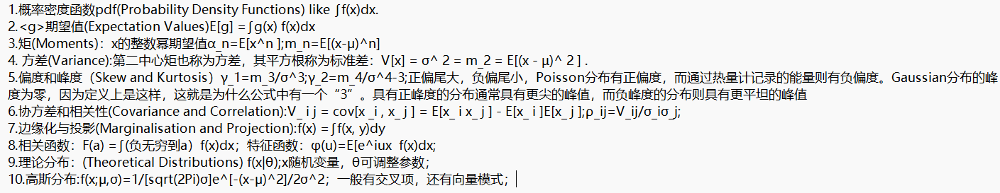 1.概率密度函数pdf(Probability Density Functions) like ∫f(x)dx.
2.<g>期望值(Expectation Values)E[g] =∫g(x) f(x)dx
3.矩(Moments)：x的整数幂期望值α_n=E[x^n ];m_n=E[(x-μ)^n]
4. 方差(Variance):第二中心矩也称为方差，其平方根称为标准差：V[x] = σ^ 2 = m_2 = E[(x - μ)^ 2 ] .
5.偏度和峰度（Skew and Kurtosis）γ_1=m_3/σ^3;γ_2=m_4/σ^4-3;正偏尾大，负偏尾小，Poisson分布有正偏度，而通过热量计记录的能量则有负偏度。Gaussian分布的峰
度为零，因为定义上是这样，这就是为什么公式中有一个“3”。具有正峰度的分布通常具有更尖的峰值，而负峰度的分布则具有更平坦的峰值
6.协方差和相关性(Covariance and Correlation):V_ i j = cov[x _i , x_ j ] = E[x_ i x_ j ] - E[x_ i ]E[x_ j ];ρ_ij=V_ij/σ_iσ_j;
7.边缘化与投影(Marginalisation and Projection):f(x) =∫f(x, y)dy
8.相关函数：F(a) =∫(负无穷到a）f(x)dx；特征函数：φ(u)=E[e^iux  f(x)dx;
9.理论分布：(Theoretical Distributions) f(x|θ);x随机变量，θ可调整参数；
10.高斯分布:f(x;μ,σ)=1/[sqrt(2Pi)σ]e^[-(x-μ)^2]/2σ^2；一般有交叉项，还有向量模式；